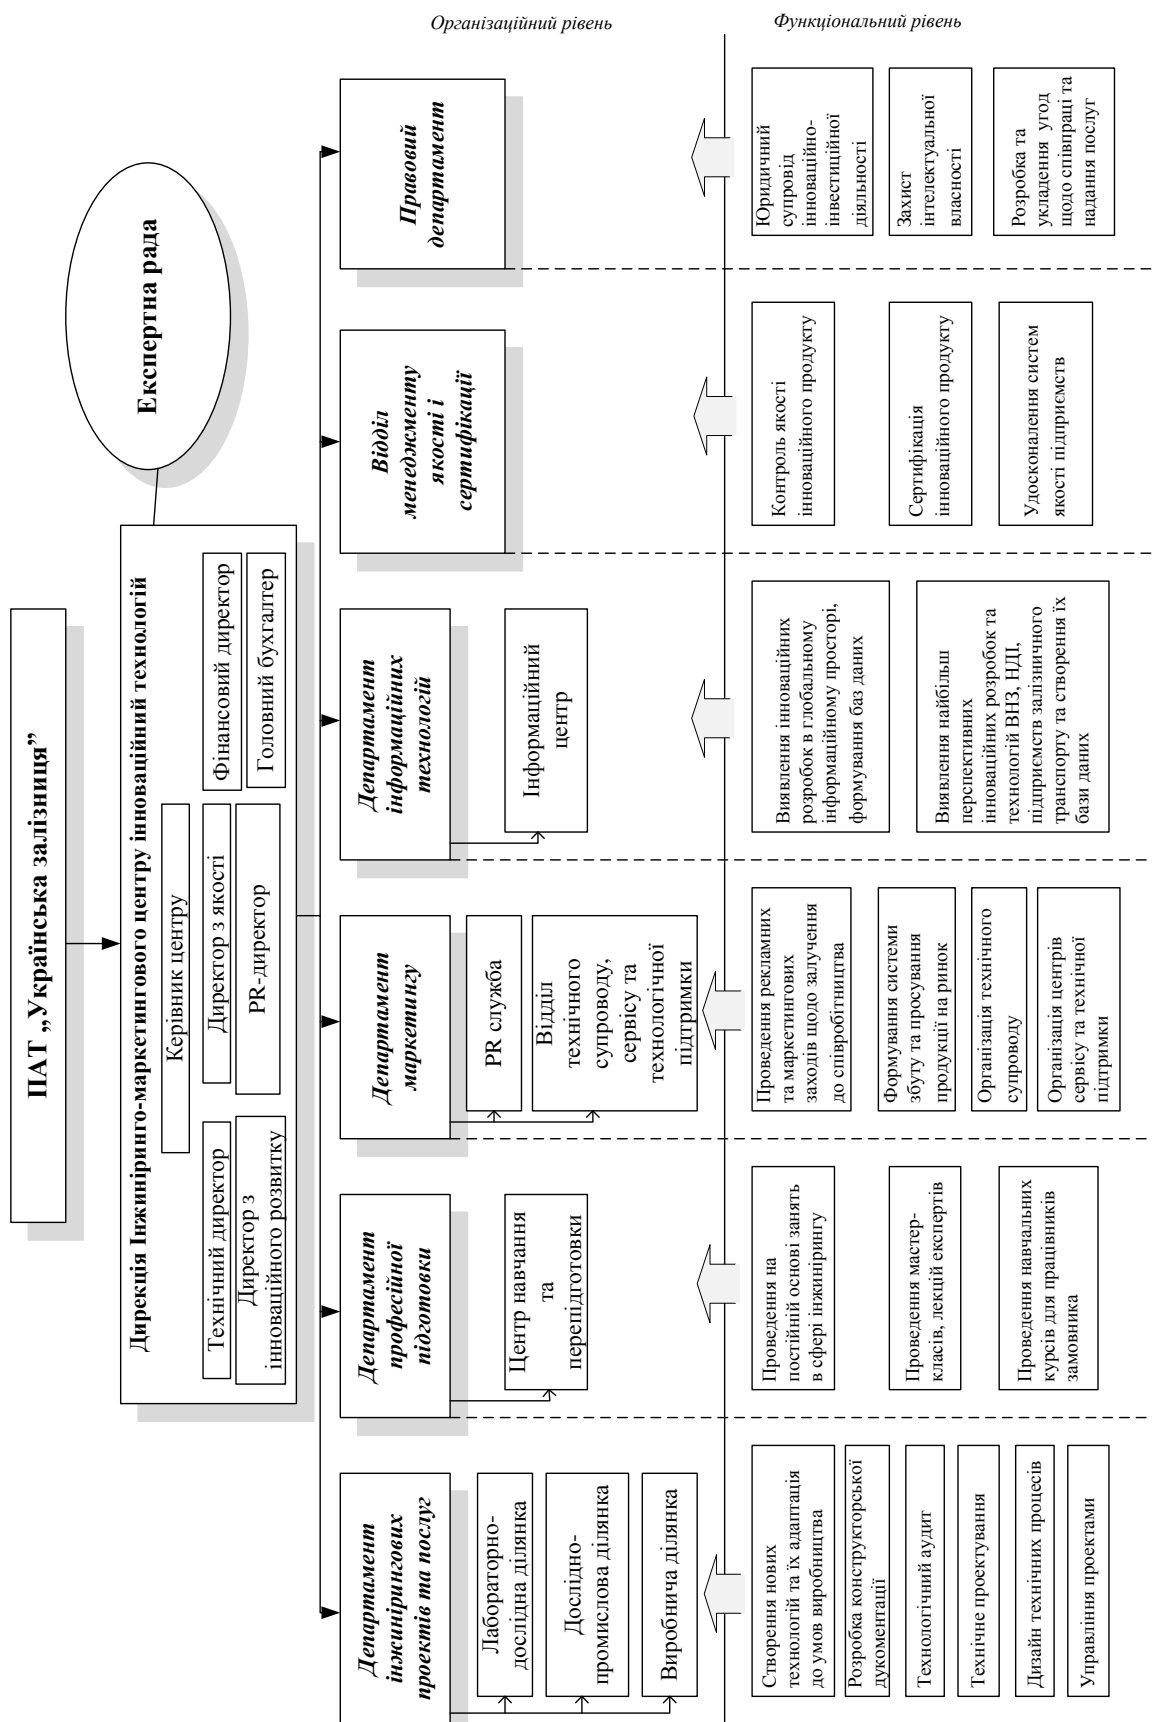 Організаційний рівень
Функціональний рівень
ПАТ „Українська залізниця”
Експертна рада
Дирекція Інжинірингo-маркетингового центру інноваційний технологій
Керівник центру
Технічний директор
Директор з якості
Фінансовий директор
Директор з
інноваційного розвитку
PR-директор
Головний бухгалтер
Департамент
інжинірингових
проектів та послуг
Лабораторно-
дослідна ділянка
Дослідно-
промислова ділянка
Виробнича ділянка
Департамент
професійної
підготовки
Центр навчання
та
перепідготовки
Департамент
маркетингу
PR служба
Відділ
технічного
супроводу,
сервісу та
технологічної
підтримки
Департамент
інформаційних
технологій
Інформаційний
центр
Відділ
менеджменту
якості і
сертифікації
Правовий
департамент
Створення нових
технологій та їх адаптація
до умов виробництва
Розробка конструкторської
дукоментації
Технологічний аудит
Технічне проектування
Дизайн технічних процесів
Управління проектами
Проведення на
постійній основі занять
в сфері інжинірингу
Проведення мастер-
класів, лекцій експертів
Проведення навчальних
курсів для працівників
замовника
Проведення рекламних
та маркетингових
заходів щодо залучення
до співробітництва
Формування системи
збуту та просування
продукції на ринок
Організація технічного
супроводу
Організація центрів
сервісу та технічної
підтримки
Виявлення інноваційних
розробок в глобальному
інформаційному просторі,
формування баз даних
Виявлення найбільш
перспективних
інноваційних розробок та
технологій ВНЗ, НДІ,
підприємств залізничного
транспорту та створення їх
бази даних
Контроль якості
інноваційного продукту
Сертифікація
інноваційного продукту
Удосконалення систем
якості підприємств
Юридичний
супровід
інноваційно-
інвестиційної
діяльності
Захист
інтелектуальної
власності
Розробка та
укладення угод
щодо співпраці та
надання послуг